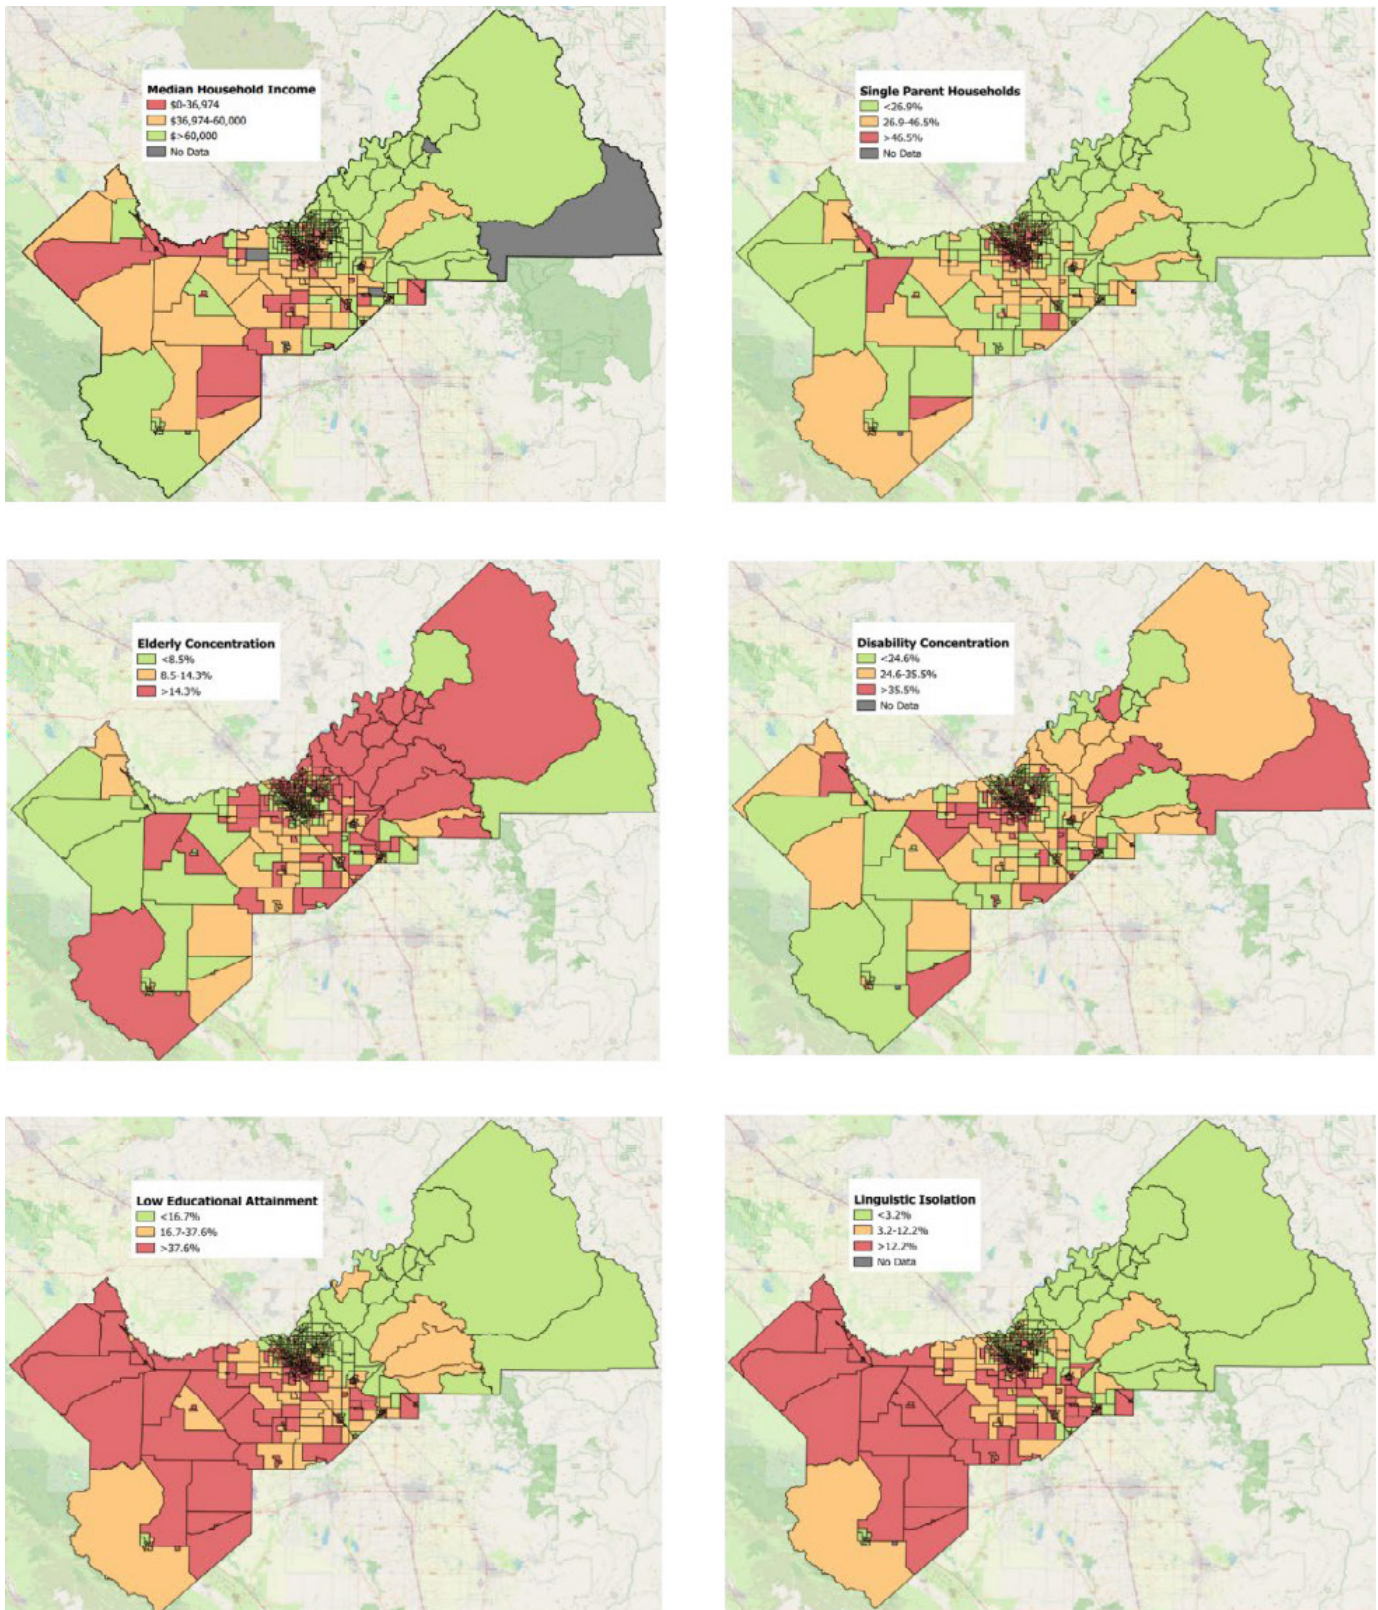 Median Household Income
$0-36,974
$36,974-60,000
$>60,000
No Data
Single Parent Households
<26.9%
26.9-46.5%
>46.5%
No Data
Elderly Concentration
<8.5%
8.5-14.3%
>14.3%
Disability Concentration
<24.6%
24.6-35.5%
>35.5%
No Data
Low Educational Attainment
<16.7%
16.7-37.6%
>37.6%
Linguistic Isolation
<3.2%
3.2-12.2%
>12.2%
No Data